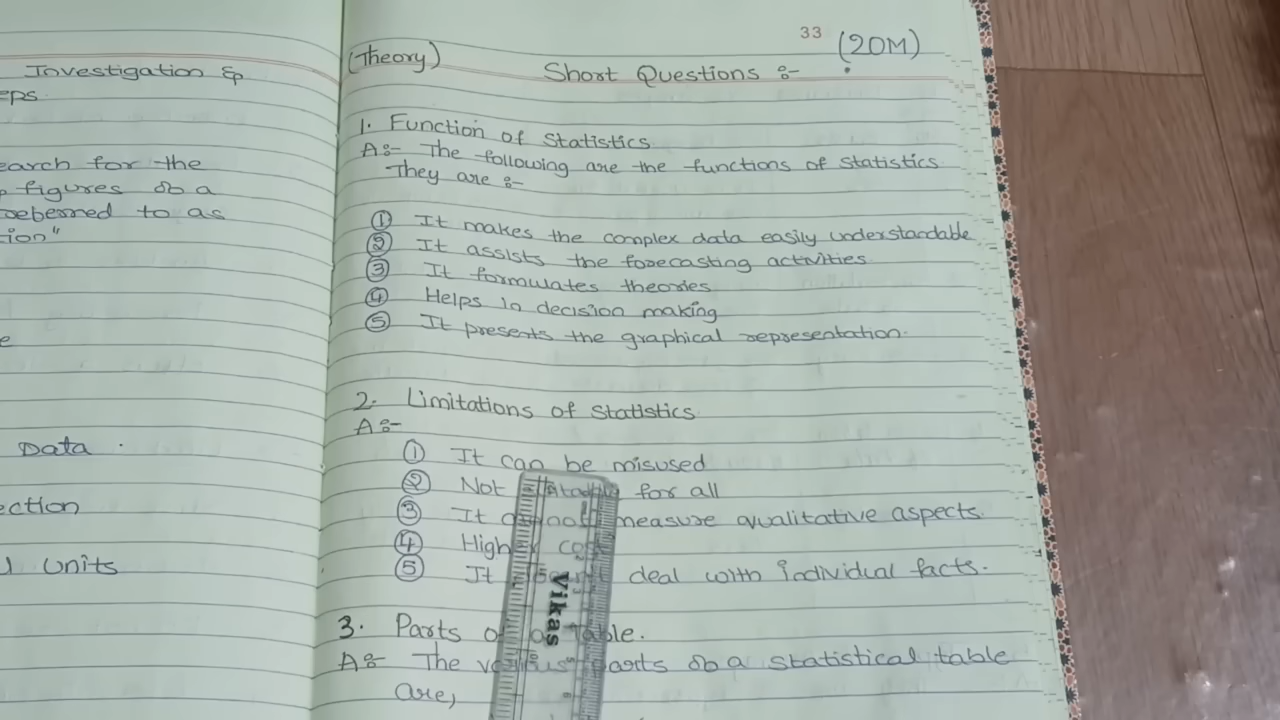 Investigation &
eps.
earch for the
figures of a
referred to as
ion"
e
Data .
ection
Units
33
(20M)
(Theory)
Short Questions :-
1. Function of Statistics
A:- The following are the functions of statistics
They are :-
① It makes the complex data easily understandable
② It assists the forecasting activities
③ It formulates theories
④ Helps in decision making
⑤ It presents the graphical representation.
2. Limitations of Statistics
A:-
① It can be misused
② Not for all
③ It cannot measure qualitative aspects.
④ Higher cost
⑤ It deal with individual facts.
3. Parts of a table.
A:- The various parts of a statistical table
are,
Vikas